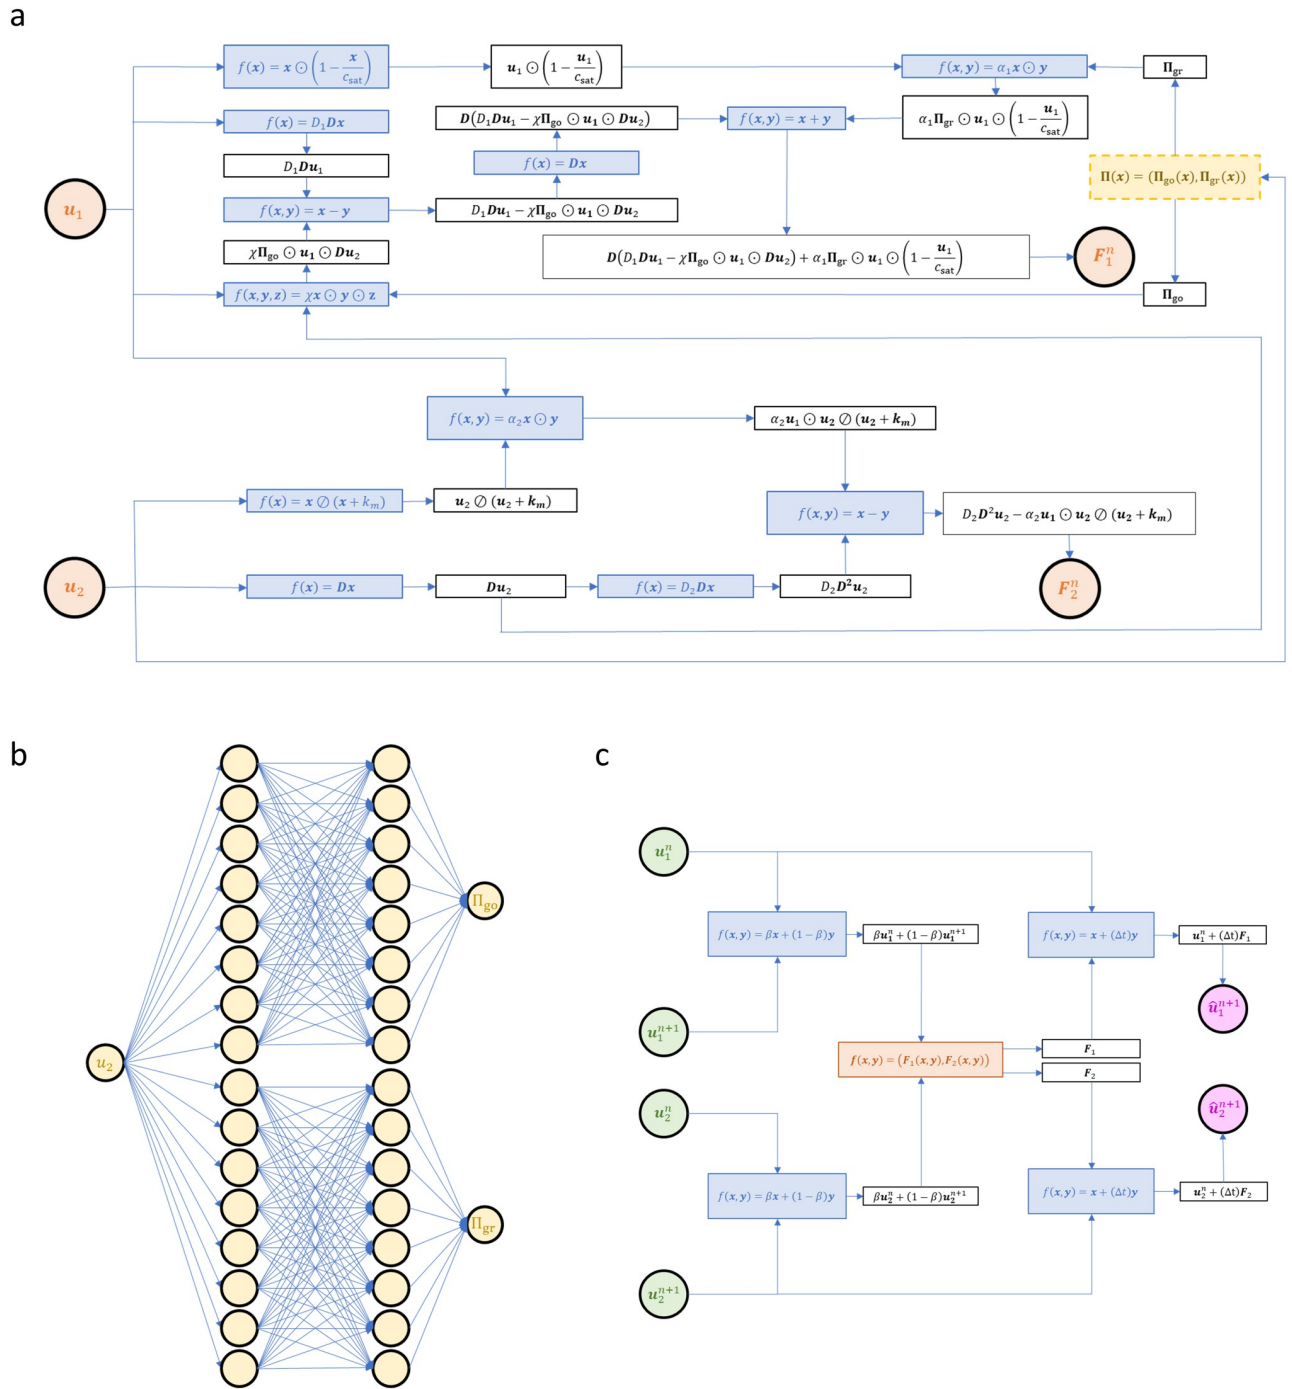 a
f(x) = x ⊙ (1 − x/c_sat)
u₁ ⊙ (1 − u₁/c_sat)
f(x, y) = α₁x ⊙ y
Π_gr
f(x) = D₁Dx
D(D₁Du₁ − χΠ_go ⊙ u₁ ⊙ Du₂)
f(x, y) = x + y
α₁Π_gr ⊙ u₁ ⊙ (1 − u₁/c_sat)
D₁Du₁
f(x) = Dx
Π(x) = (Π_go(x), Π_gr(x))
u₁
f(x, y) = x − y
D₁Du₁ − χΠ_go ⊙ u₁ ⊙ Du₂
χΠ_go ⊙ u₁ ⊙ Du₂
D(D₁Du₁ − χΠ_go ⊙ u₁ ⊙ Du₂) + α₁Π_gr ⊙ u₁ ⊙ (1 − u₁/c_sat)
F₁ⁿ
f(x, y, z) = χx ⊙ y ⊙ z
Π_go
f(x, y) = α₂x ⊙ y
α₂u₁ ⊙ u₂ ⊘ (u₂ + k_m)
f(x) = x ⊘ (x + k_m)
u₂ ⊘ (u₂ + k_m)
f(x, y) = x − y
D₂D²u₂ − α₂u₁ ⊙ u₂ ⊘ (u₂ + k_m)
u₂
f(x) = Dx
Du₂
f(x) = D₂Dx
D₂D²u₂
F₂ⁿ
b
u₂
Π_go
Π_gr
c
u₁ⁿ
f(x, y) = βx + (1 − β)y
βu₁ⁿ + (1 − β)u₁ⁿ⁺¹
f(x, y) = x + (Δt)y
u₁ⁿ + (Δt)F₁
û₁ⁿ⁺¹
u₁ⁿ⁺¹
f(x, y) = (F₁(x, y), F₂(x, y))
F₁
F₂
u₂ⁿ
û₂ⁿ⁺¹
f(x, y) = βx + (1 − β)y
βu₂ⁿ + (1 − β)u₂ⁿ⁺¹
f(x, y) = x + (Δt)y
u₂ⁿ + (Δt)F₂
u₂ⁿ⁺¹